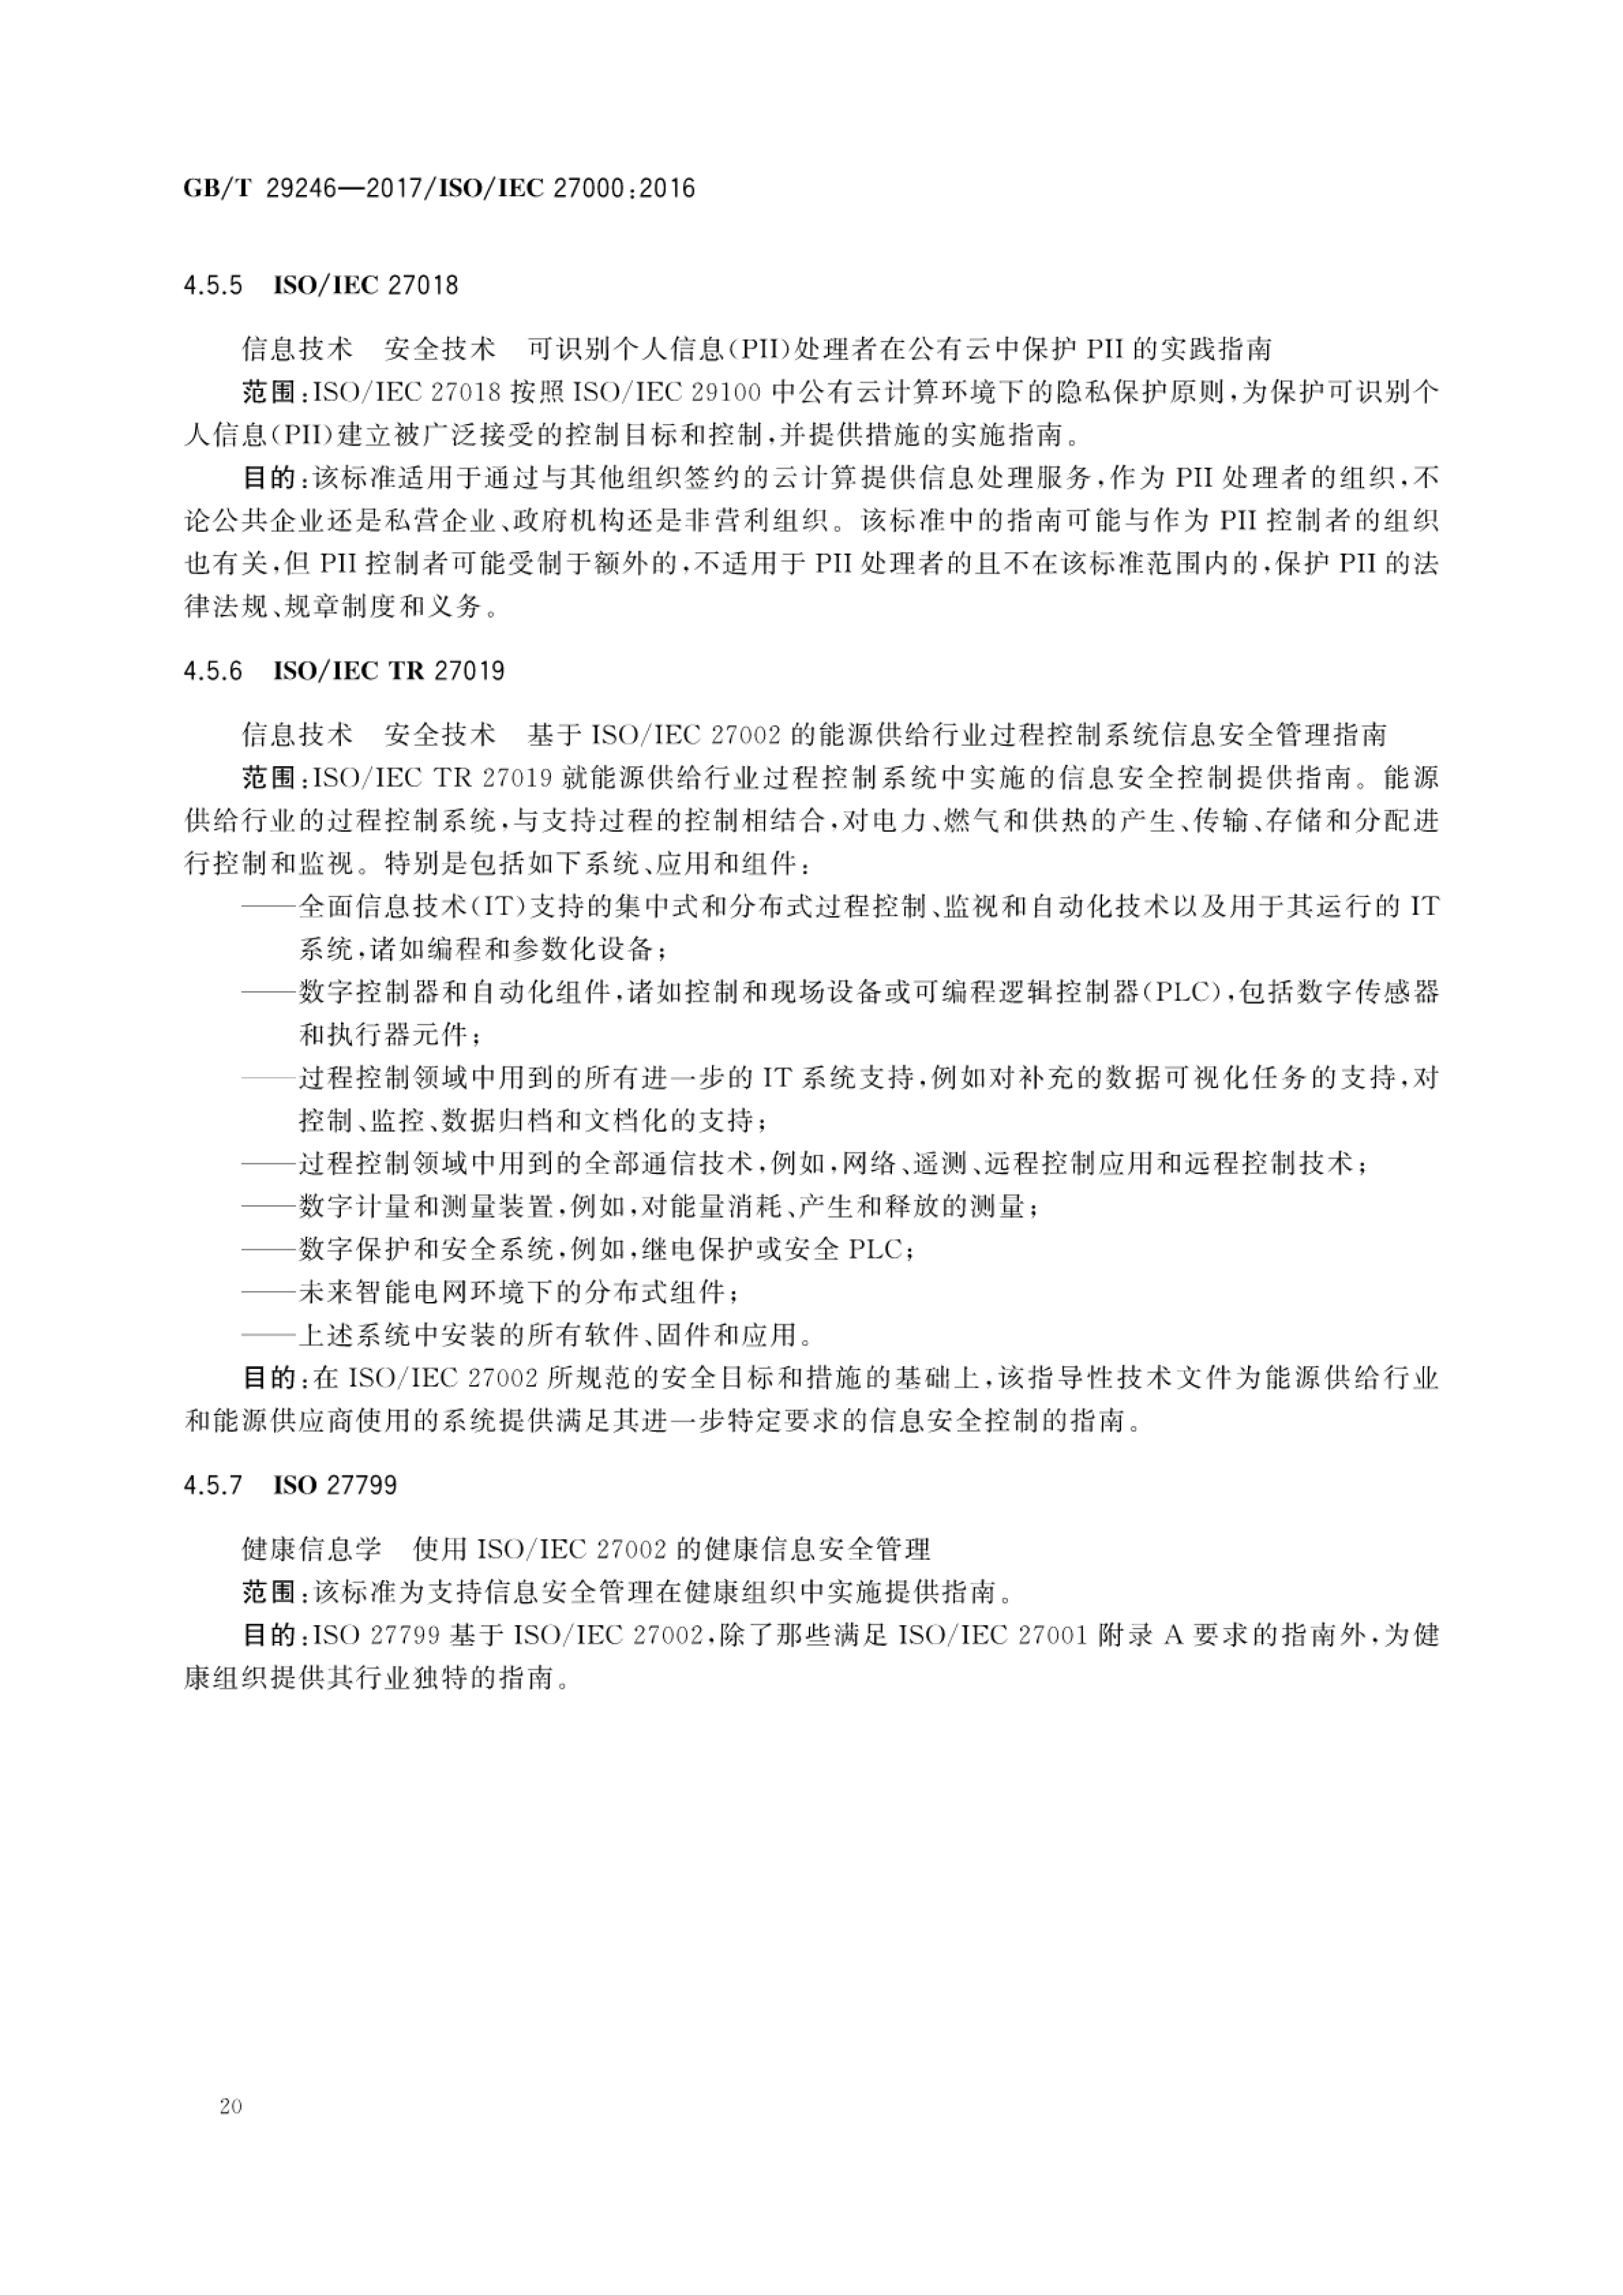 GB/T 29246—2017/ISO/IEC 27000:2016
4.5.5 ISO/IEC 27018
信息技术 安全技术 可识别个人信息(PII)处理者在公有云中保护 PII 的实践指南
范围:ISO/IEC 27018 按照 ISO/IEC 29100 中公有云计算环境下的隐私保护原则,为保护可识别个
人信息(PII)建立被广泛接受的控制目标和控制,并提供措施的实施指南。
目的:该标准适用于通过与其他组织签约的云计算提供信息处理服务,作为 PII 处理者的组织,不
论公共企业还是私营企业、政府机构还是非营利组织。该标准中的指南可能与作为 PII 控制者的组织
也有关,但 PII 控制者可能受制于额外的,不适用于 PII 处理者的且不在该标准范围内的,保护 PII 的法
律法规、规章制度和义务。
4.5.6 ISO/IEC TR 27019
信息技术 安全技术 基于 ISO/IEC 27002 的能源供给行业过程控制系统信息安全管理指南
范围:ISO/IEC TR 27019 就能源供给行业过程控制系统中实施的信息安全控制提供指南。能源
供给行业的过程控制系统,与支持过程的控制相结合,对电力、燃气和供热的产生、传输、存储和分配进
行控制和监视。特别是包括如下系统、应用和组件:
——全面信息技术(IT)支持的集中式和分布式过程控制、监视和自动化技术以及用于其运行的 IT
系统,诸如编程和参数化设备;
——数字控制器和自动化组件,诸如控制和现场设备或可编程逻辑控制器(PLC),包括数字传感器
和执行器元件;
——过程控制领域中用到的所有进一步的 IT 系统支持,例如对补充的数据可视化任务的支持,对
控制、监控、数据归档和文档化的支持;
——过程控制领域中用到的全部通信技术,例如,网络、遥测、远程控制应用和远程控制技术;
——数字计量和测量装置,例如,对能量消耗、产生和释放的测量;
——数字保护和安全系统,例如,继电保护或安全 PLC;
——未来智能电网环境下的分布式组件;
——上述系统中安装的所有软件、固件和应用。
目的:在 ISO/IEC 27002 所规范的安全目标和措施的基础上,该指导性技术文件为能源供给行业
和能源供应商使用的系统提供满足其进一步特定要求的信息安全控制的指南。
4.5.7 ISO 27799
健康信息学 使用 ISO/IEC 27002 的健康信息安全管理
范围:该标准为支持信息安全管理在健康组织中实施提供指南。
目的:ISO 27799 基于 ISO/IEC 27002,除了那些满足 ISO/IEC 27001 附录 A 要求的指南外,为健
康组织提供其行业独特的指南。
20